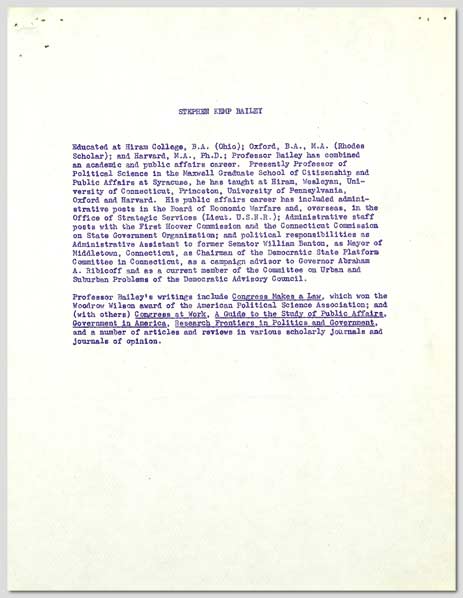 STEPHEN KEMP BAILEY
Educated at Hiram College, B.A. (Ohio); Oxford, B.A., M.A. (Rhodes
Scholar); and Harvard, M.A., Ph.D.; Professor Bailey has combined
an academic and public affairs career. Presently Professor of
Political Science in the Maxwell Graduate School of Citizenship and
Public Affairs at Syracuse, he has taught at Hiram, Wesleyan, Uni-
versity of Connecticut, Princeton, University of Pennsylvania,
Oxford and Harvard. His public affairs career has included admini-
strative posts in the Board of Economic Warfare and, overseas, in the
Office of Strategic Services (Lieut. U.S.N.R.); Administrative staff
posts with the First Hoover Commission and the Connecticut Commission
on State Government Organization; and political responsibilities as
Administrative Assistant to former Senator William Benton, as Mayor of
Middletown, Connecticut, as Chairman of the Democratic State Platform
Committee in Connecticut, as a campaign advisor to Governor Abraham
A. Ribicoff and as a current member of the Committee on Urban and
Suburban Problems of the Democratic Advisory Council.
Professor Bailey's writings include Congress Makes a Law, which won the
Woodrow Wilson award of the American Political Science Association; and
(with others) Congress at Work, A Guide to the Study of Public Affairs,
Government in America, Research Frontiers in Politics and Government,
and a number of articles and reviews in various scholarly journals and
journals of opinion.